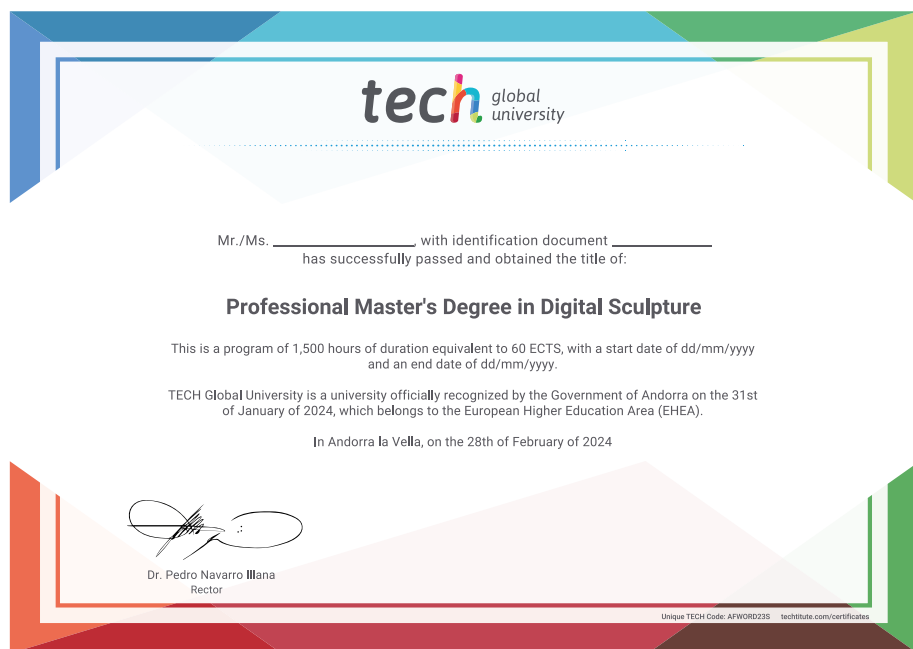 tech global
university
Mr./Ms. ____________, with identification document ____________
has successfully passed and obtained the title of:
Professional Master's Degree in Digital Sculpture
This is a program of 1,500 hours of duration equivalent to 60 ECTS, with a start date of dd/mm/yyyy
and an end date of dd/mm/yyyy.
TECH Global University is a university officially recognized by the Government of Andorra on the 31st
of January of 2024, which belongs to the European Higher Education Area (EHEA).
In Andorra la Vella, on the 28th of February of 2024
Dr. Pedro Navarro Illana
Rector
Unique TECH Code: AFWORD23S techtitute.com/certificates